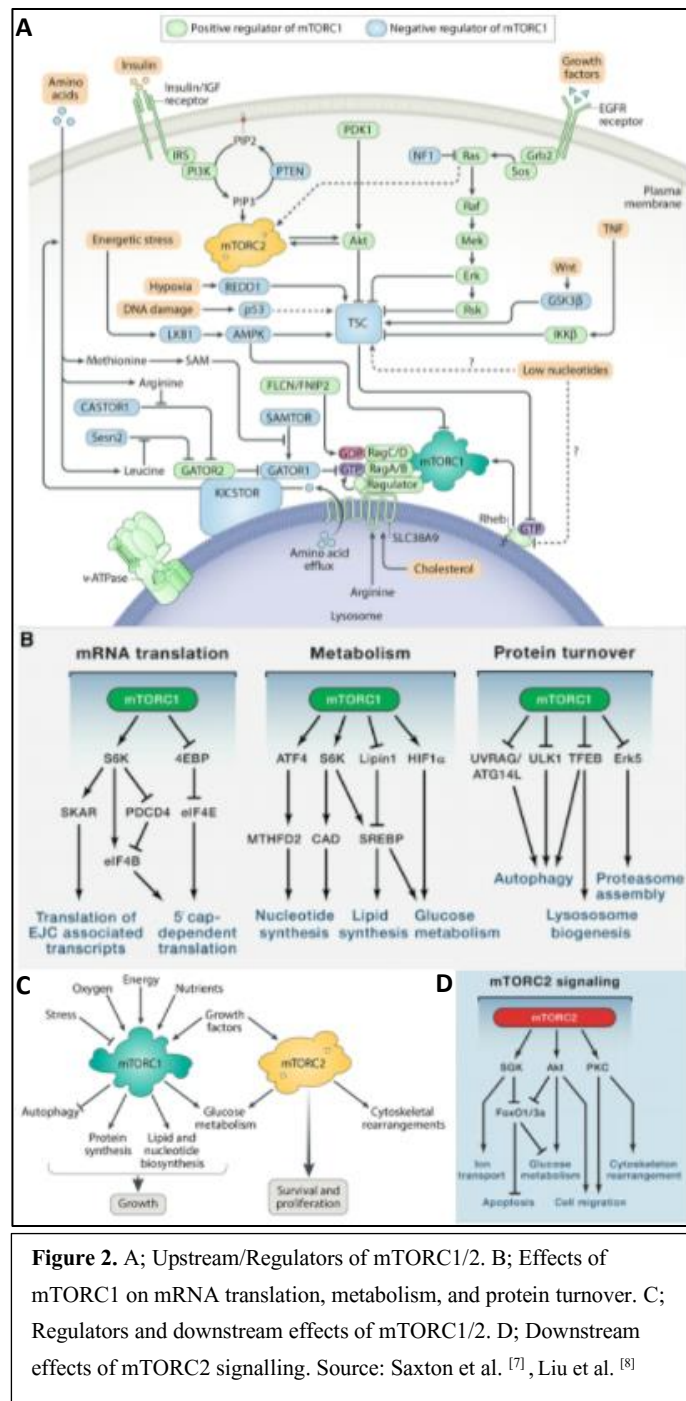 A
Positive regulator of mTORC1
Negative regulator of mTORC1
Insulin
Amino
acids
Insulin/IGF
receptor
Growth
factors
EGFR
receptor
PIP2
PDK1
IRS
PI3K
PTEN
NF1
Ras
Grb2
Sos
Plasma
membrane
PIP3
Raf
mTORC2
Akt
Mek
Energetic stress
TNF
Erk
Wnt
Hypoxia
REDD1
GSK3β
DNA damage
p53
TSC
Rsk
IKKβ
LKB1
AMPK
?
Methionine
SAM
Low nucleotides
Arginine
FLCN/FNIP2
CASTOR1
SAMTOR
Sesn2
GDP
RagC/D
mTORC1
?
Leucine
GATOR2
GATOR1
GTP
RagA/B
KICSTOR
Regulator
Rheb
GTP
SLC38A9
v-ATPase
Amino acid
efflux
Cholesterol
Arginine
Lysosome
B
mRNA translation
Metabolism
Protein turnover
mTORC1
mTORC1
mTORC1
S6K
4EBP
ATF4
S6K
Lipin1
HIF1α
UVRAG/
ATG14L
ULK1
TFEB
Erk5
SKAR
PDCD4
eIF4E
eIF4B
MTHFD2
CAD
SREBP
Autophagy
Proteasome
assembly
Translation of
EJC associated
transcripts
5' cap-
dependent
translation
Nucleotide
synthesis
Lipid
synthesis
Glucose
metabolism
Lysososome
biogenesis
C
Energy
Oxygen
Nutrients
Stress
Growth
factors
mTORC1
mTORC2
Autophagy
Glucose
metabolism
Cytoskeletal
rearrangements
Protein
synthesis
Lipid and
nucleotide
biosynthesis
Growth
Survival and
proliferation
D
mTORC2 signaling
mTORC2
SGK
Akt
PKC
FoxO1/3a
Ion
transport
Glucose
metabolism
Cytoskeleton
rearrangement
Apoptosis
Cell migration
Figure 2. A; Upstream/Regulators of mTORC1/2. B; Effects of
mTORC1 on mRNA translation, metabolism, and protein turnover. C;
Regulators and downstream effects of mTORC1/2. D; Downstream
effects of mTORC2 signalling. Source: Saxton et al. [7] , Liu et al. [8]